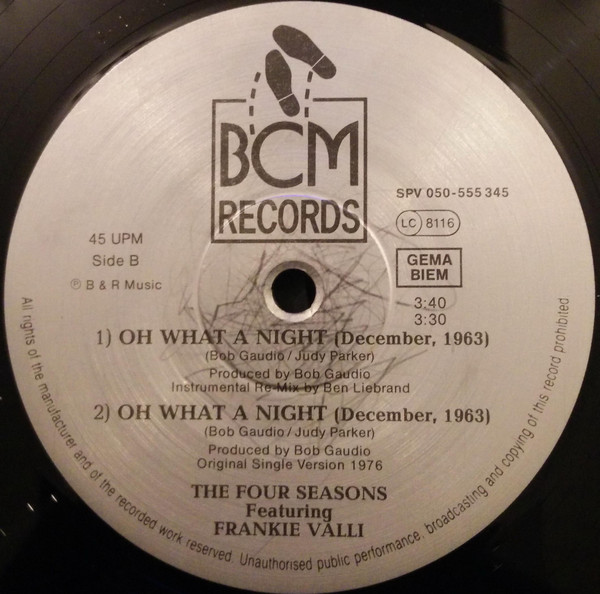 BCM
RECORDS
SPV 050-555 345
LC 8116
GEMA
BIEM
45 UPM
Side B
℗ B & R Music
3:40
3:30
1) OH WHAT A NIGHT (December, 1963)
(Bob Gaudio / Judy Parker)
Produced by Bob Gaudio
Instrumental Re-Mix by Ben Liebrand
2) OH WHAT A NIGHT (December, 1963)
(Bob Gaudio / Judy Parker)
Produced by Bob Gaudio
Original Single Version 1976
THE FOUR SEASONS
Featuring
FRANKIE VALLI
All rights of the manufacturer and of the recorded work reserved. Unauthorised public performance, broadcasting and copying of this record prohibited